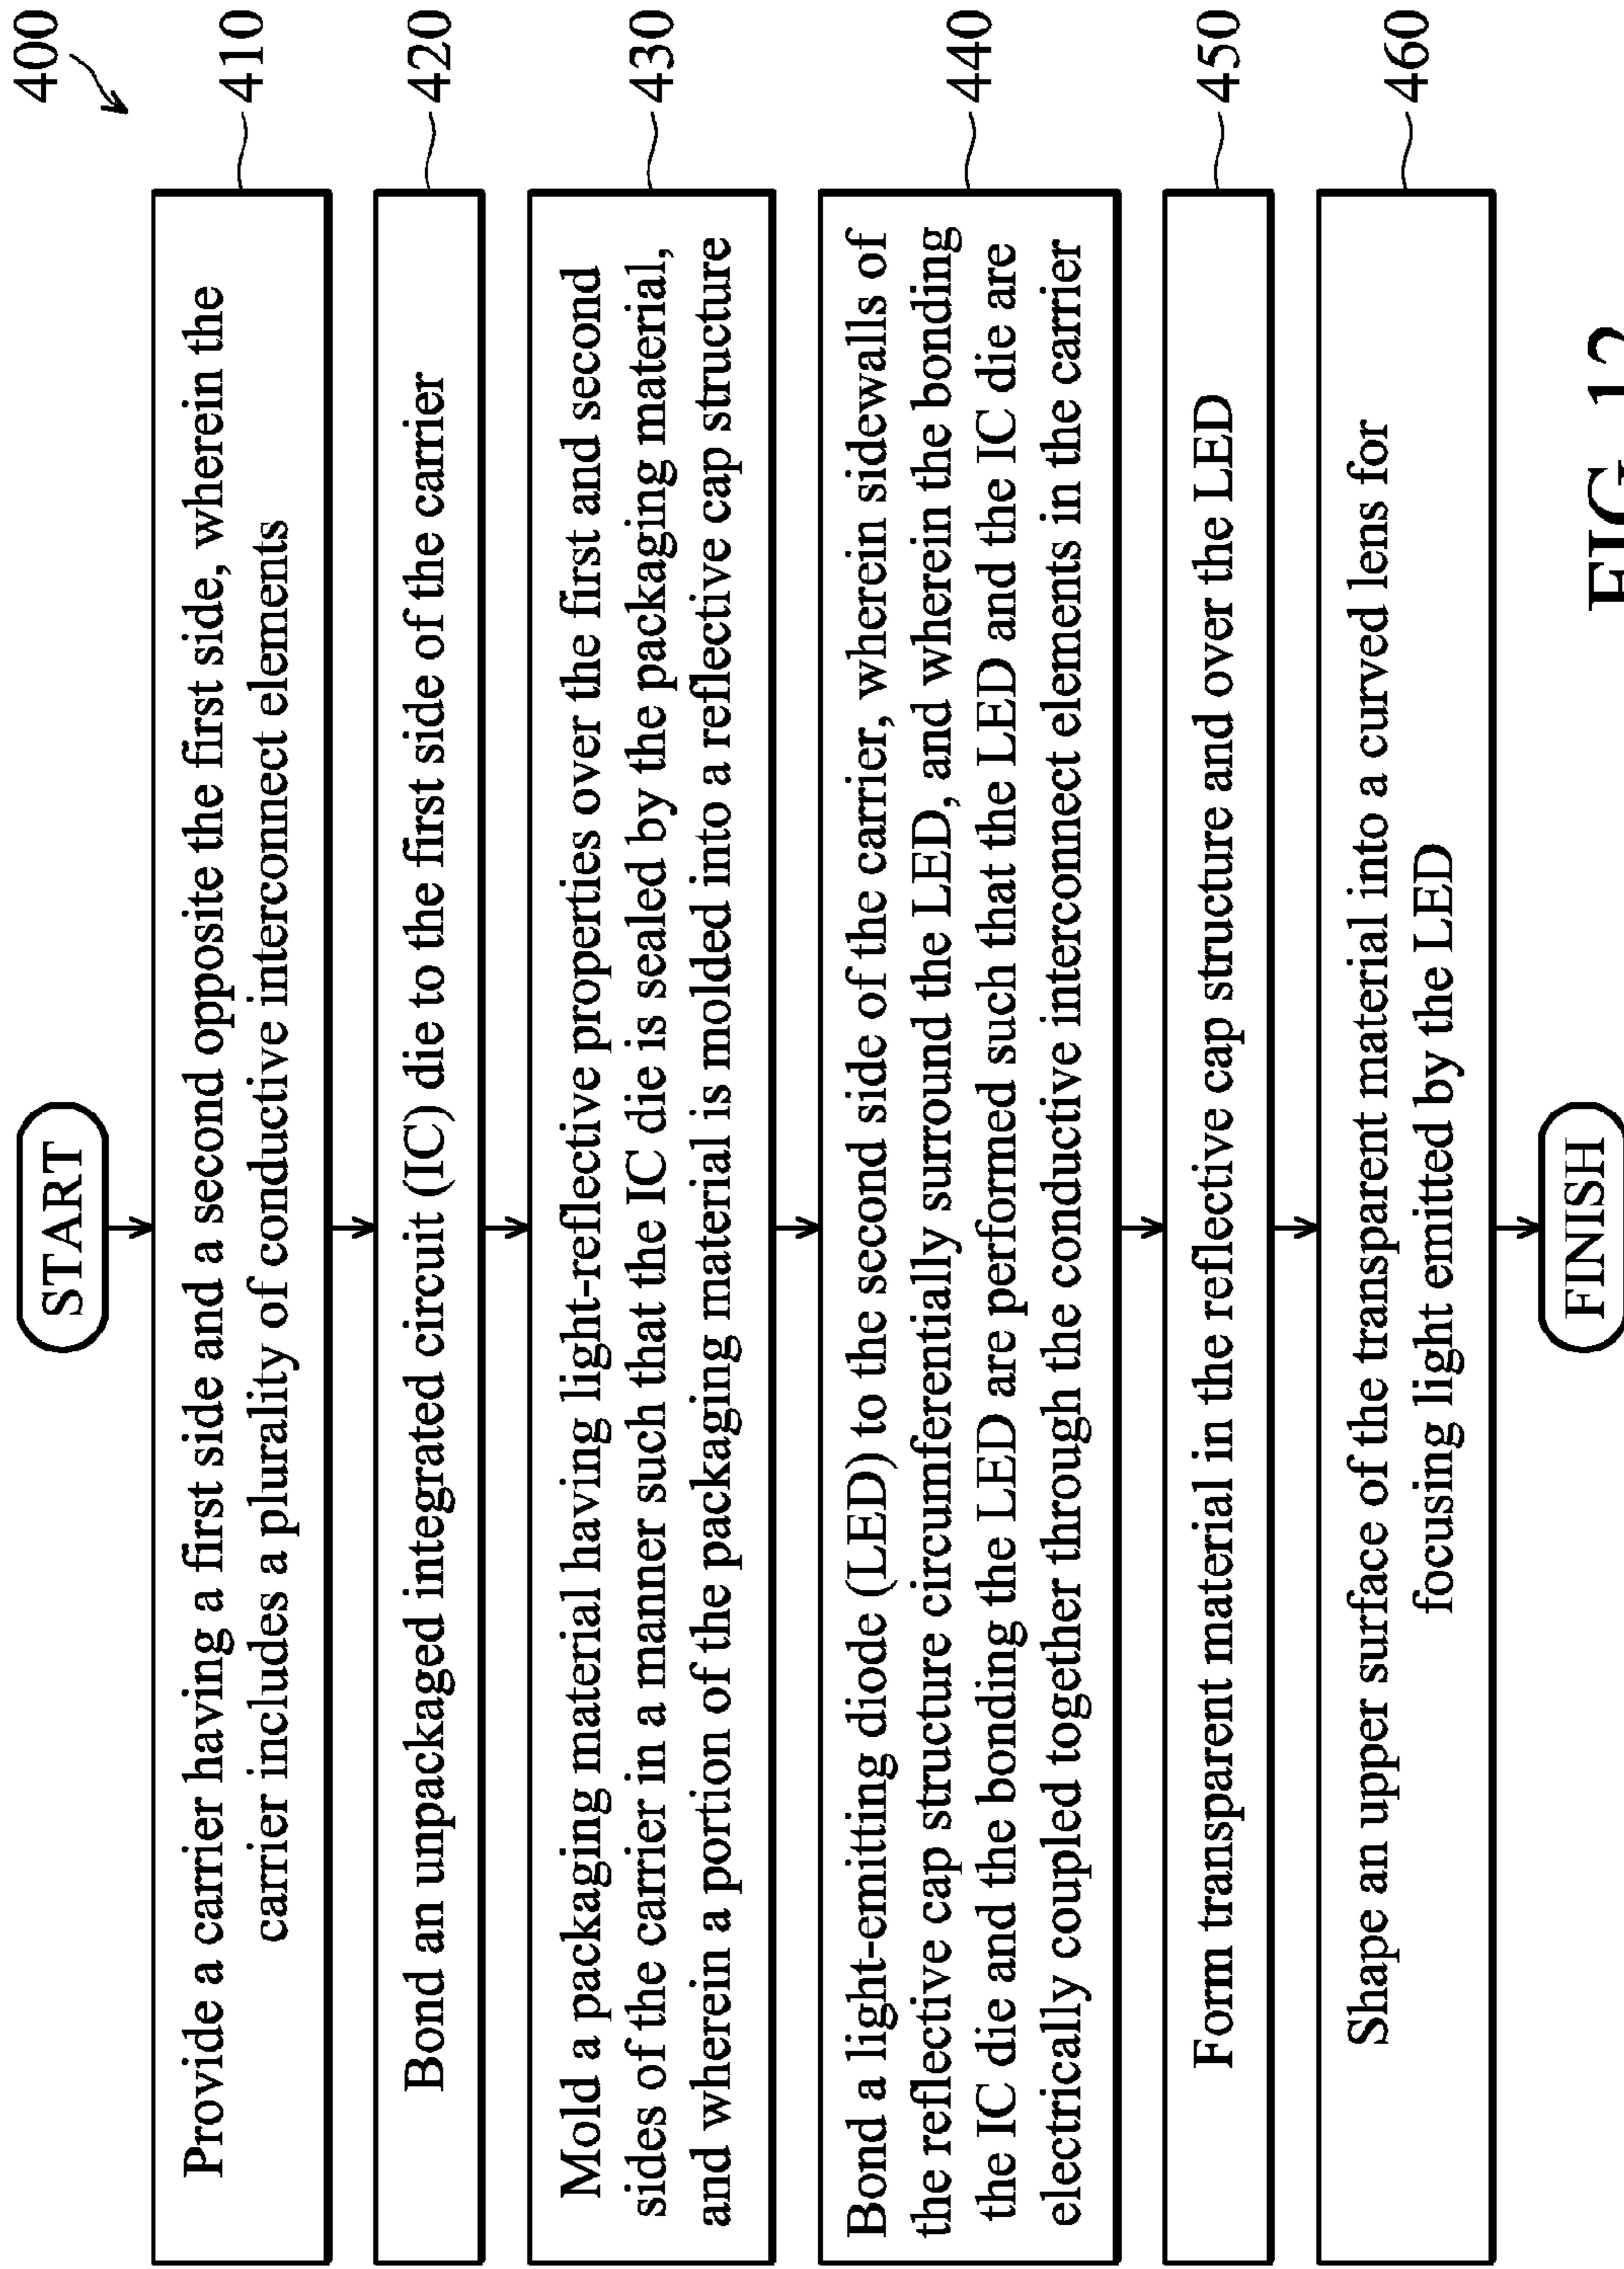 400
START
Provide a carrier having a first side and a second opposite the first side, wherein the
carrier includes a plurality of conductive interconnect elements
410
Bond an unpackaged integrated circuit (IC) die to the first side of the carrier
420
Mold a packaging material having light-reflective properties over the first and second
sides of the carrier in a manner such that the IC die is sealed by the packaging material,
and wherein a portion of the packaging material is molded into a reflective cap structure
430
Bond a light-emitting diode (LED) to the second side of the carrier, wherein sidewalls of
the reflective cap structure circumferentially surround the LED, and wherein the bonding
the IC die and the bonding the LED are performed such that the LED and the IC die are
electrically coupled together through the conductive interconnect elements in the carrier
440
Form transparent material in the reflective cap structure and over the LED
450
Shape an upper surface of the transparent material into a curved lens for
focusing light emitted by the LED
460
FINISH
FIG. 12